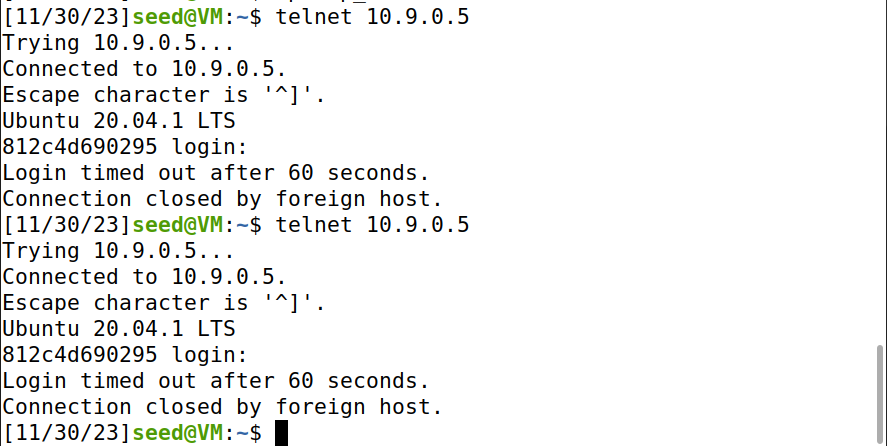 [11/30/23]seed@VM:~$ telnet 10.9.0.5
Trying 10.9.0.5...
Connected to 10.9.0.5.
Escape character is '^]'.
Ubuntu 20.04.1 LTS
812c4d690295 login:
Login timed out after 60 seconds.
Connection closed by foreign host.
[11/30/23]seed@VM:~$ telnet 10.9.0.5
Trying 10.9.0.5...
Connected to 10.9.0.5.
Escape character is '^]'.
Ubuntu 20.04.1 LTS
812c4d690295 login:
Login timed out after 60 seconds.
Connection closed by foreign host.
[11/30/23]seed@VM:~$